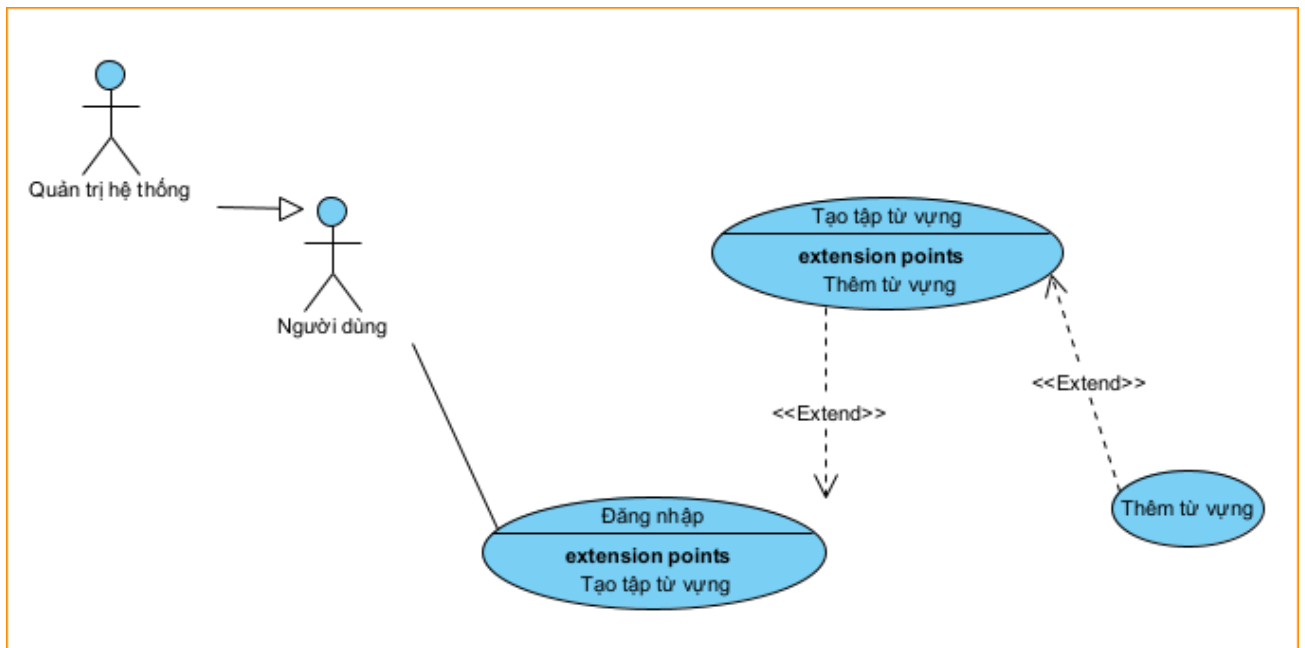 Quản trị hệ thống
Người dùng
Tạo tập từ vựng
extension points
Thêm từ vựng
<<Extend>>
<<Extend>>
Thêm từ vựng
Đăng nhập
extension points
Tạo tập từ vựng